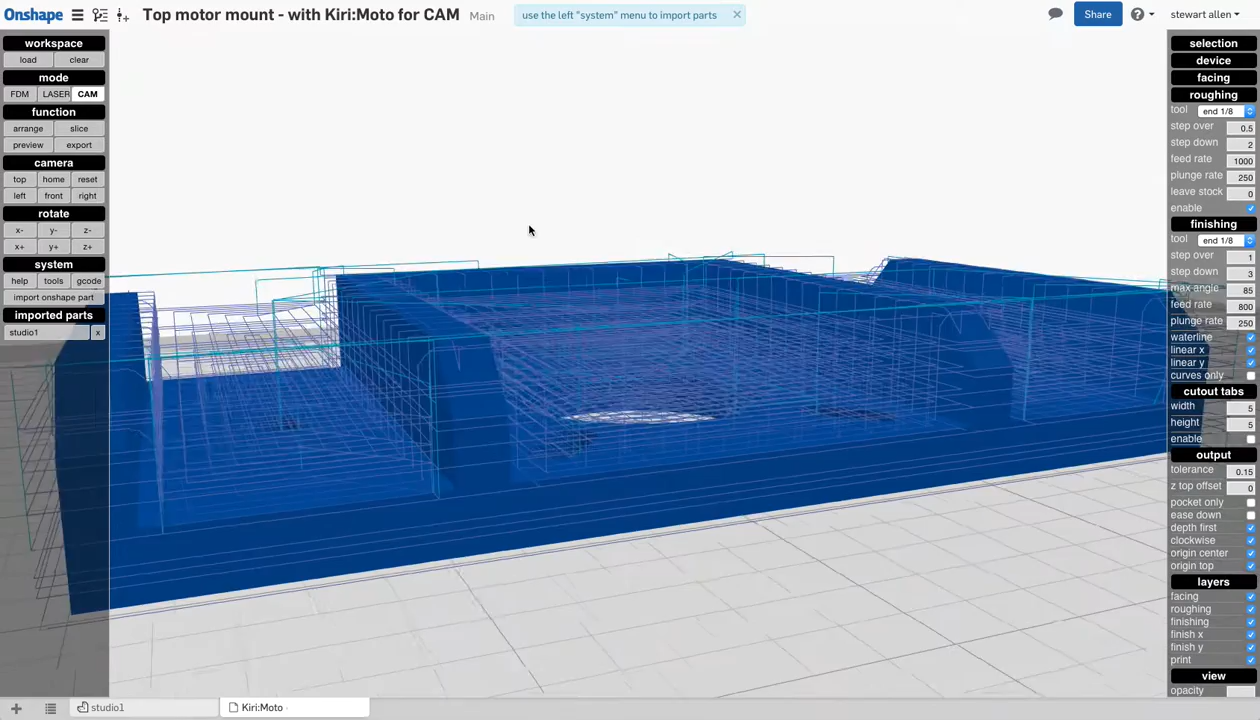 Onshape Top motor mount - with Kiri:Moto for CAM Main use the left "system" menu to import parts × Share stewart allen
workspace
load clear
mode
FDM LASER CAM
function
arrange slice
preview export
camera
top home reset
left front right
rotate
x- y- z-
x+ y+ z+
system
help tools gcode
import onshape part
imported parts
studio1 x
selection
device
facing
roughing
tool end 1/8
step over 0.5
step down 2
feed rate 1000
plunge rate 250
leave stock 0
enable
finishing
tool end 1/8
step over 1
step down 3
max angle 85
feed rate 800
plunge rate 250
waterline
linear x
linear y
curves only
cutout tabs
width 5
height 5
enable
output
tolerance 0.15
z top offset 0
pocket only
ease down
depth first
clockwise
origin center
origin top
layers
facing
roughing
finishing
finish x
finish y
print
view
opacity
studio1 Kiri:Moto